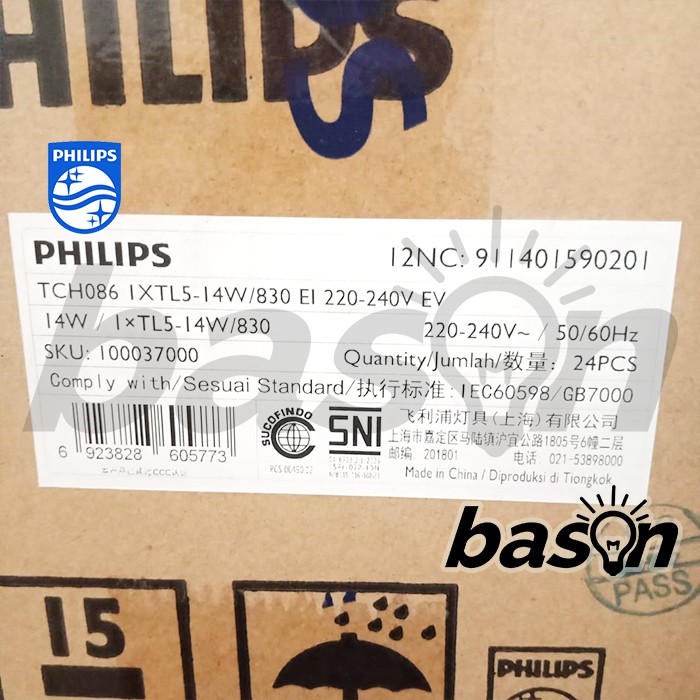 PHILIPS
PHILIPS
PHILIPS 12NC: 911401590201
TCH086 1XTL5-14W/830 EI 220-240V EV
14W / 1×TL5-14W/830 220-240V~ / 50/60Hz
SKU: 100037000 Quantity/Jumlah/数量: 24PCS
Comply with/Sesuai Standard/执行标准: IEC60598/GB7000
SUCOFINDO SNI 飞利浦灯具(上海)有限公司
上海市嘉定区马陆镇沪宜公路1805号6幢二层
邮编 201801 电话: 021-53898000
6 923828 605773
Made in China / Diproduksi di Tiongkok
bason
bason
PASS
15
PHILIPS